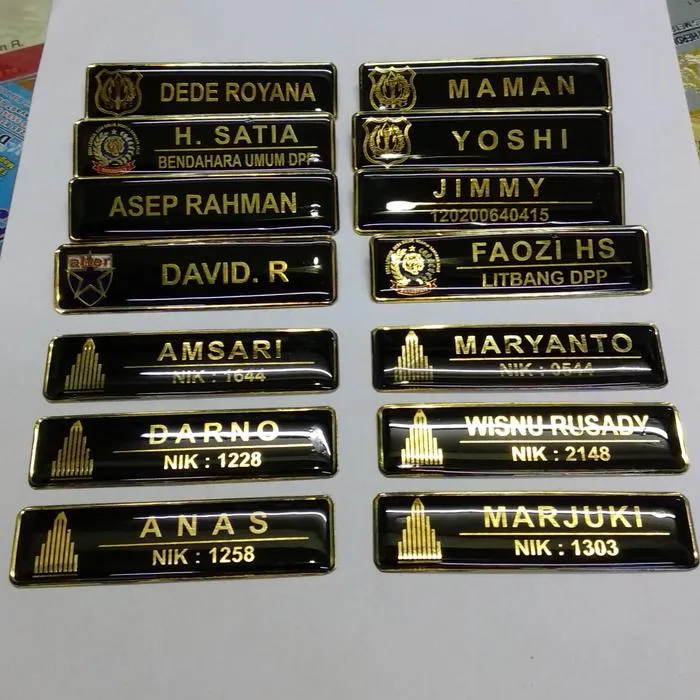 DEDE ROYANA
H. SATIA
BENDAHARA UMUM DPP
ASEP RAHMAN
DAVID. R
AMSARI
NIK : 1644
DARNO
NIK : 1228
ANAS
NIK : 1258
MAMAN
YOSHI
JIMMY
120200640415
FAOZI HS
LITBANG DPP
MARYANTO
NIK : 0544
WISNU RUSADY
NIK : 2148
MARJUKI
NIK : 1303